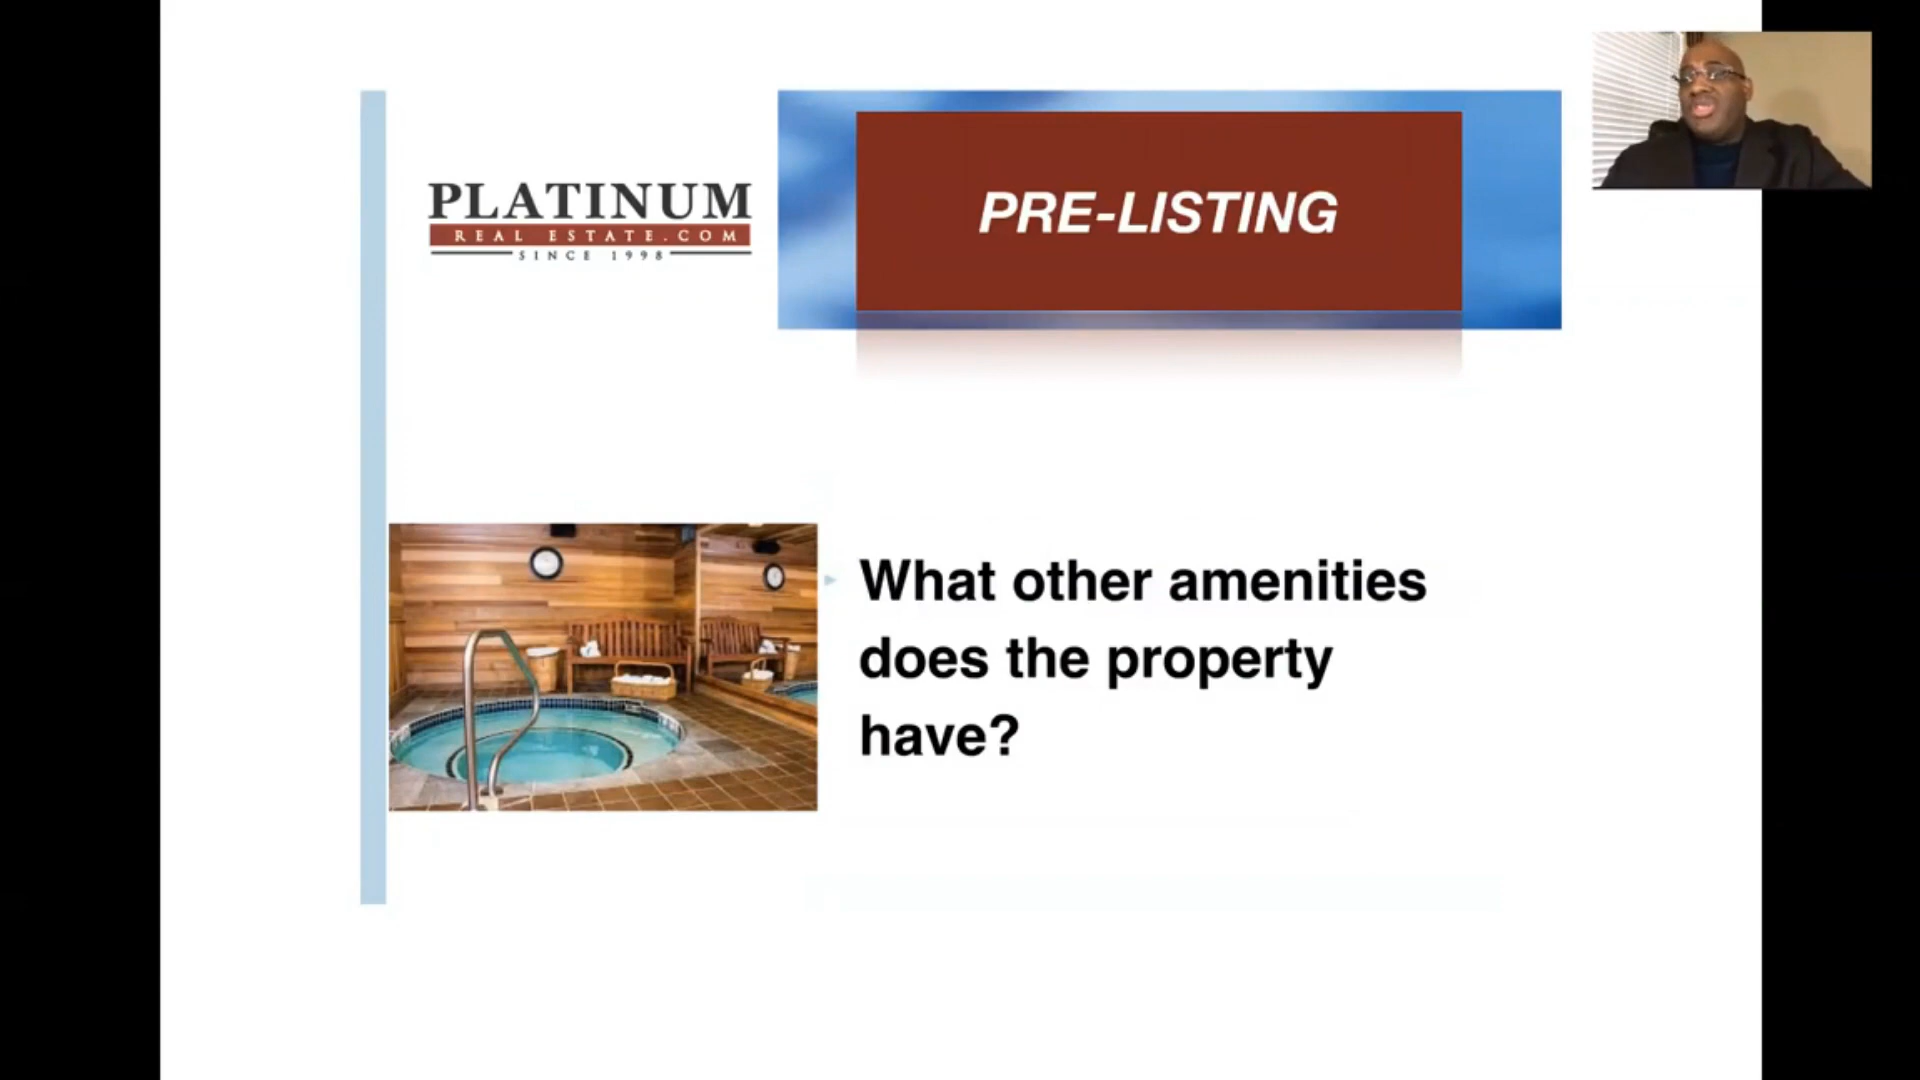 PLATINUM
REAL ESTATE.COM
SINCE 1998
PRE-LISTING
What other amenities
does the property
have?